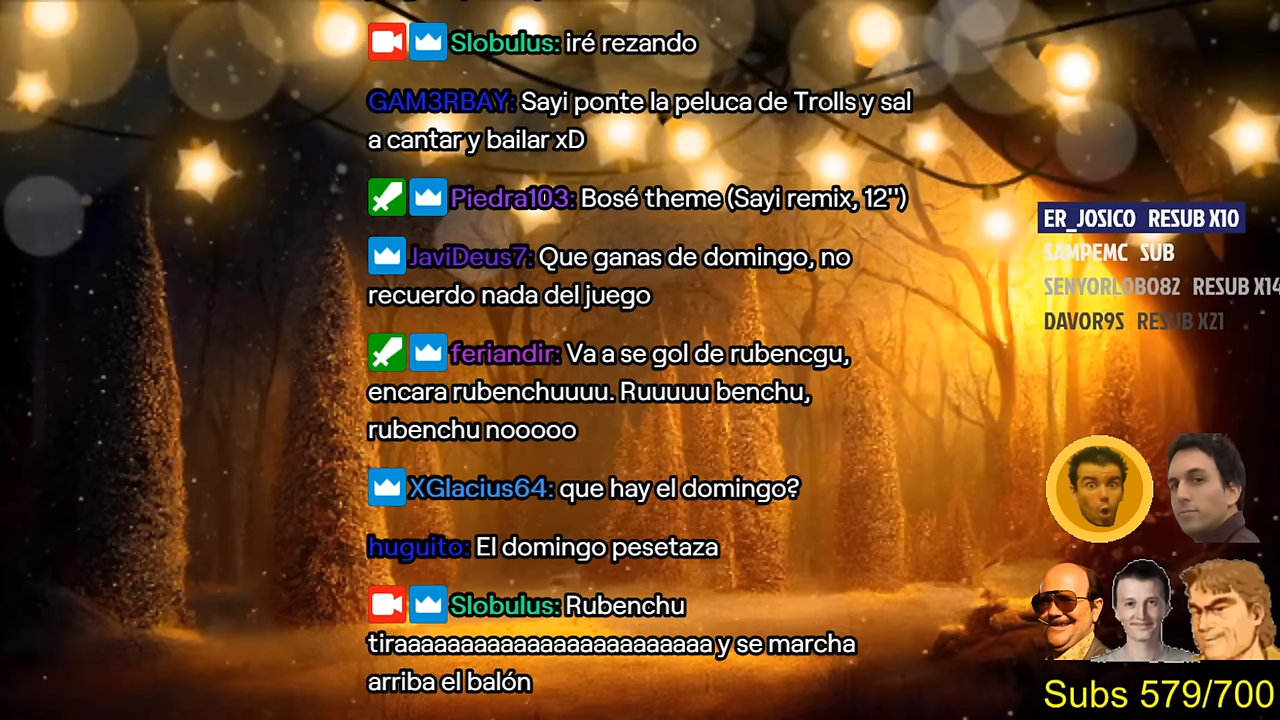 Slobulus: iré rezando
GAM3RBAY: Sayi ponte la peluca de Trolls y sal
a cantar y bailar xD
Piedra103: Bosé theme (Sayi remix, 12")
JaviDeus7: Que ganas de domingo, no
recuerdo nada del juego
feriandir: Va a se gol de rubencgu,
encara rubenchuuuu. Ruuuuu benchu,
rubenchu nooooo
XGlacius64: que hay el domingo?
huguito: El domingo pesetaza
Slobulus: Rubenchu
tiraaaaaaaaaaaaaaaaaaaaaaaa y se marcha
arriba el balón
ER_JOSICO RESUB X10
SAMPEMC SUB
SENYORLOBO82 RESUB X14
DAVOR9S RESUB X21
Subs 579/700